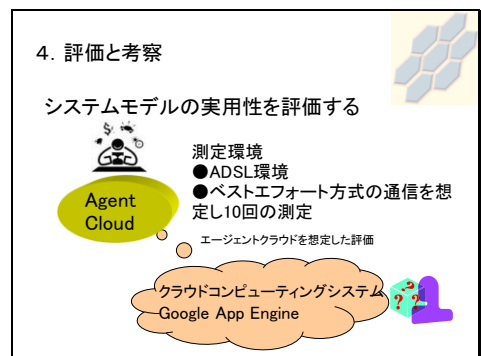 4. 評価と考察
システムモデルの実用性を評価する
$
測定環境
●ADSL環境
●ベストエフォート方式の通信を想
定し10回の測定
Agent
Cloud
エージェントクラウドを想定した評価
クラウドコンピューティングシステム
Google App Engine
?
? ?